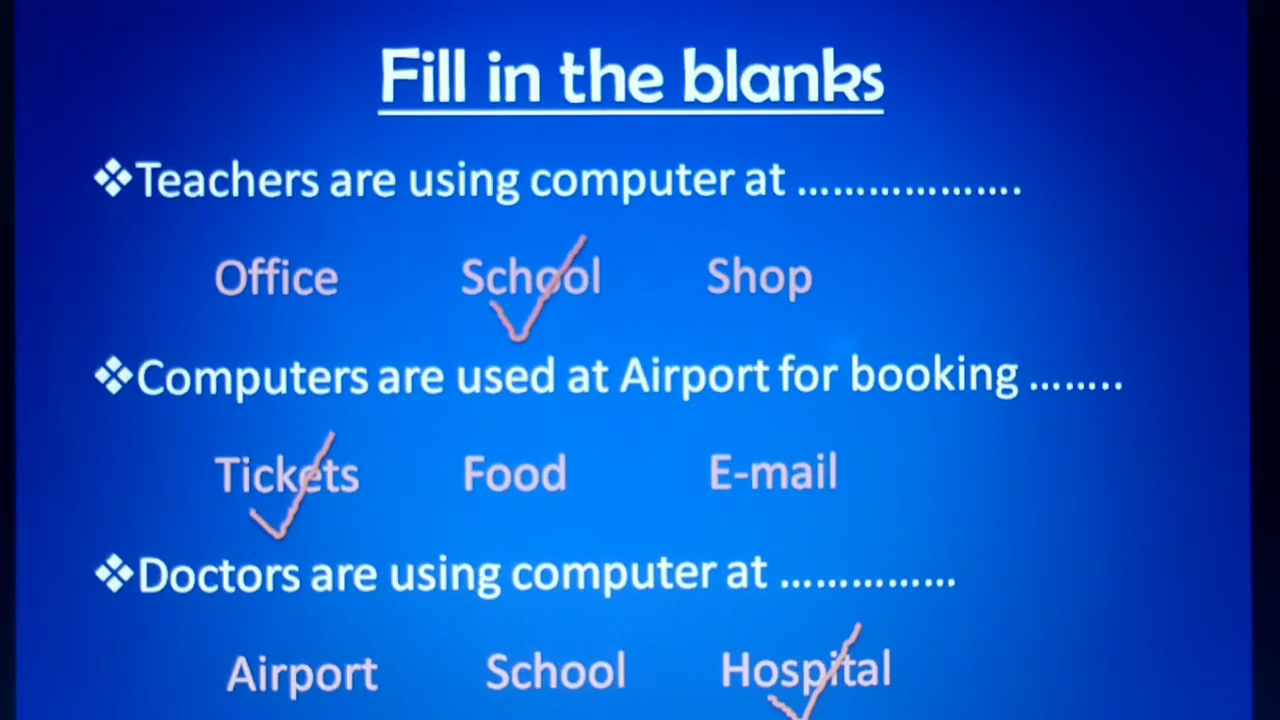 Fill in the blanks
❖Teachers are using computer at ……………….
Office School Shop
❖Computers are used at Airport for booking ……..
Tickets Food E-mail
❖Doctors are using computer at ……………
Airport School Hospital